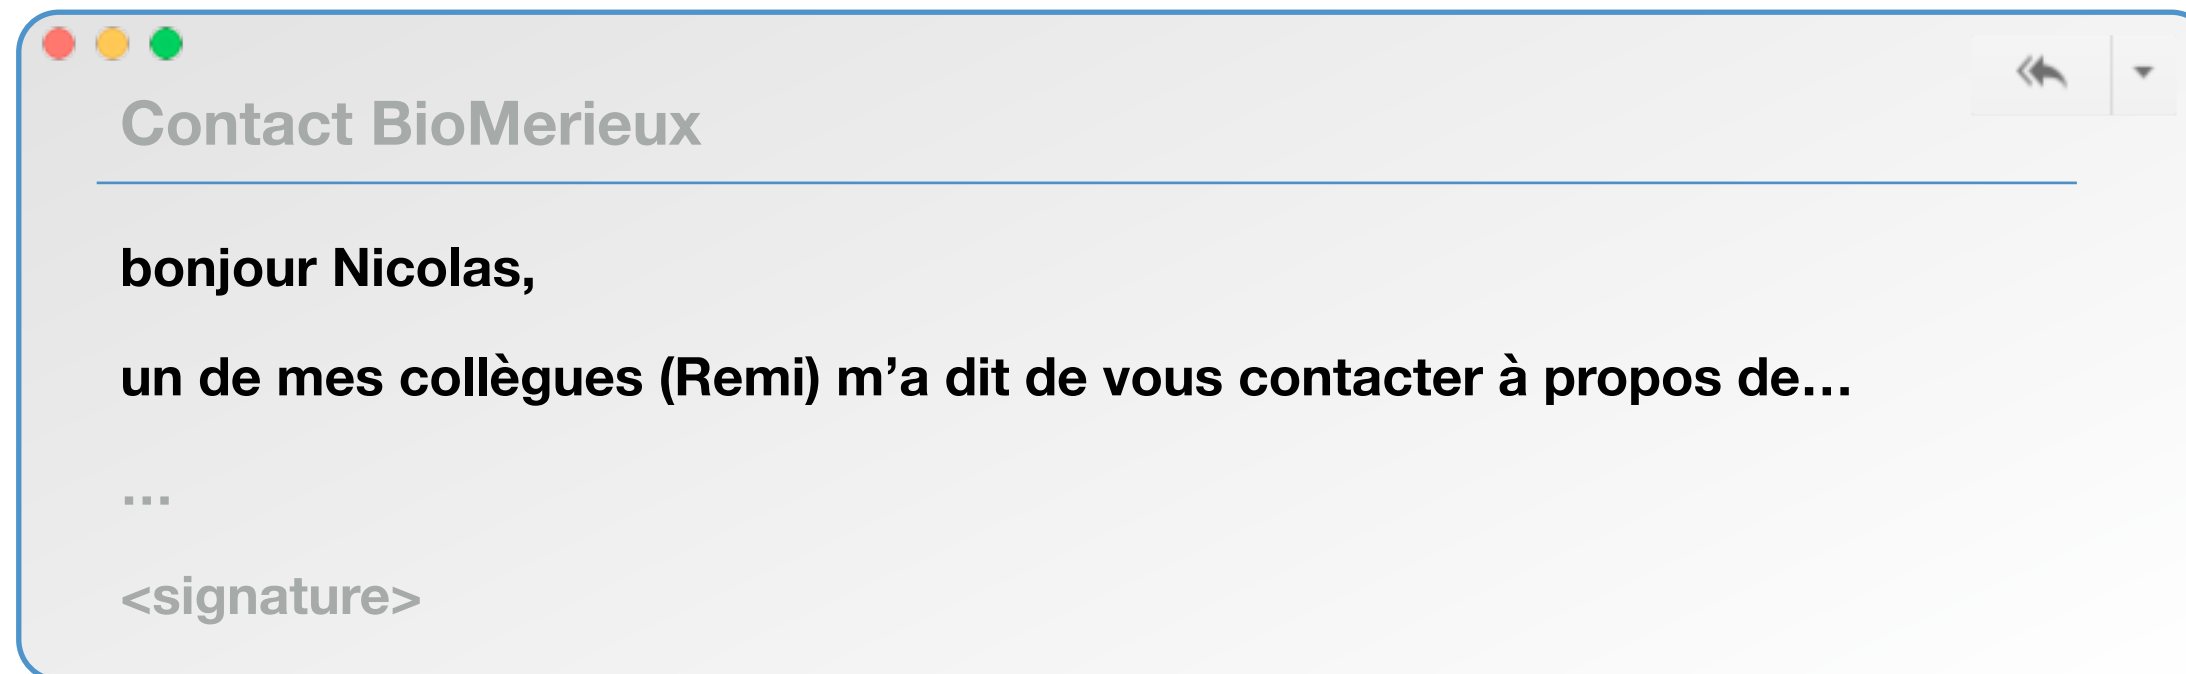 Contact BioMerieux
bonjour Nicolas,
un de mes collègues (Remi) m’a dit de vous contacter à propos de…
…
<signature>